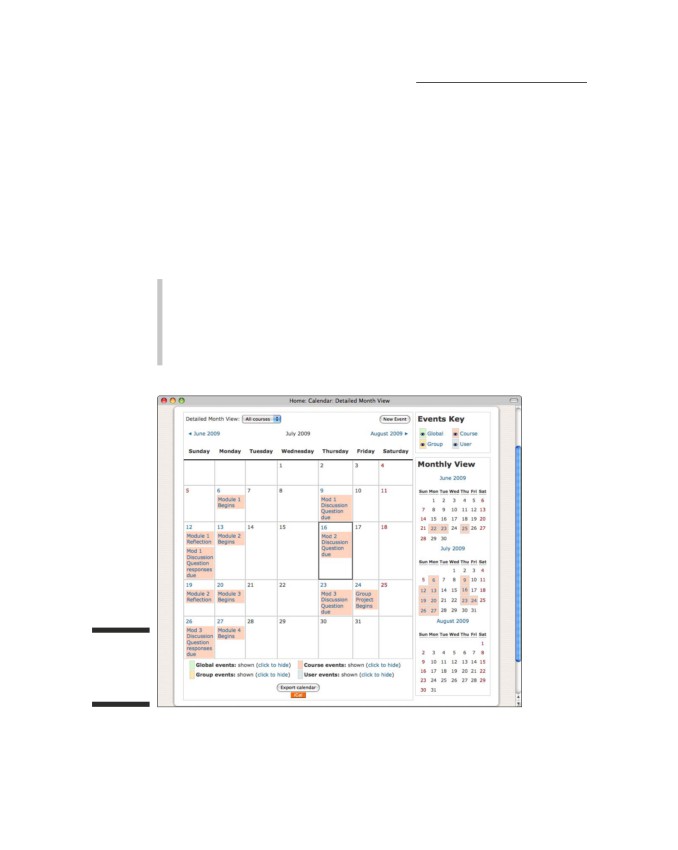 Home: Calendar: Detailed Month View
Detailed Month View: All courses New Event
◄ June 2009 July 2009 August 2009 ►
Sunday Monday Tuesday Wednesday Thursday Friday Saturday
1 2 3 4
5 6 7 8 9 10 11
Module 1 Begins
Mod 1 Discussion Question due
12 13 14 15 16 17 18
Module 1 Reflection
Mod 1 Discussion Question responses due
Module 2 Begins
Mod 2 Discussion Question due
19 20 21 22 23 24 25
Module 2 Reflection
Module 3 Begins
Mod 3 Discussion Question due
Group Project Begins
26 27 28 29 30 31
Mod 3 Discussion Question responses due
Module 4 Begins
Global events: shown (click to hide) Course events: shown (click to hide)
Group events: shown (click to hide) User events: shown (click to hide)
Export calendar
iCal
Events Key
Global Course
Group User
Monthly View
June 2009
Sun Mon Tue Wed Thu Fri Sat
1 2 3 4 5 6
7 8 9 10 11 12 13
14 15 16 17 18 19 20
21 22 23 24 25 26 27
28 29 30
July 2009
Sun Mon Tue Wed Thu Fri Sat
1 2 3 4
5 6 7 8 9 10 11
12 13 14 15 16 17 18
19 20 21 22 23 24 25
26 27 28 29 30 31
August 2009
Sun Mon Tue Wed Thu Fri Sat
1
2 3 4 5 6 7 8
9 10 11 12 13 14 15
16 17 18 19 20 21 22
23 24 25 26 27 28 29
30 31